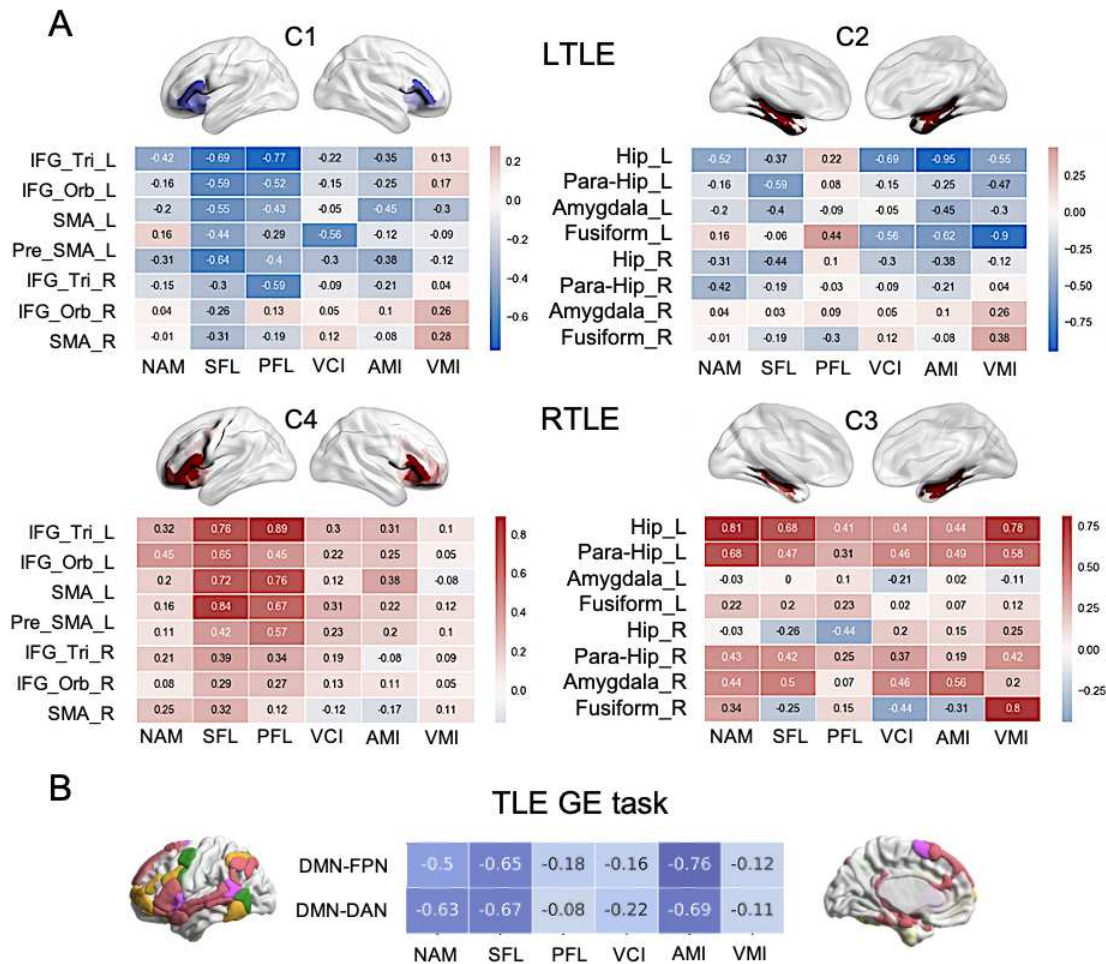 A
C1
LTLE
C2
IFG_Tri_L -0.42 -0.69 -0.77 -0.22 -0.35 0.13
IFG_Orb_L -0.16 -0.59 -0.52 -0.15 -0.25 0.17
SMA_L -0.2 -0.55 -0.43 -0.05 -0.45 -0.3
Pre_SMA_L 0.16 -0.44 -0.29 -0.56 -0.12 -0.09
IFG_Tri_R -0.31 -0.64 -0.4 -0.3 -0.38 -0.12
IFG_Orb_R -0.15 -0.3 -0.59 -0.09 -0.21 0.04
SMA_R 0.04 -0.26 0.13 0.05 0.1 0.26
-0.01 -0.31 -0.19 0.12 -0.08 0.28
NAM SFL PFL VCI AMI VMI
0.2
0.0
-0.2
-0.4
-0.6
Hip_L -0.52 -0.37 0.22 -0.69 -0.95 -0.55
Para-Hip_L -0.16 -0.59 0.08 -0.15 -0.25 -0.47
Amygdala_L -0.2 -0.4 -0.09 -0.05 -0.45 -0.3
Fusiform_L 0.16 -0.06 0.44 -0.56 -0.62 -0.9
Hip_R -0.31 -0.44 0.1 -0.3 -0.38 -0.12
Para-Hip_R -0.42 -0.19 -0.03 -0.09 -0.21 0.04
Amygdala_R 0.04 0.03 0.09 0.05 0.1 0.26
Fusiform_R -0.01 -0.19 -0.3 0.12 -0.08 0.38
NAM SFL PFL VCI AMI VMI
0.25
0.00
-0.25
-0.50
-0.75
C4
RTLE
C3
IFG_Tri_L 0.32 0.76 0.89 0.3 0.31 0.1
IFG_Orb_L 0.45 0.65 0.45 0.22 0.25 0.05
SMA_L 0.2 0.72 0.76 0.12 0.38 -0.08
Pre_SMA_L 0.16 0.84 0.67 0.31 0.22 0.12
IFG_Tri_R 0.11 0.42 0.57 0.23 0.2 0.1
IFG_Orb_R 0.21 0.39 0.34 0.19 -0.08 0.09
SMA_R 0.08 0.29 0.27 0.13 0.11 0.05
0.25 0.32 0.12 -0.12 -0.17 0.11
NAM SFL PFL VCI AMI VMI
0.8
0.6
0.4
0.2
0.0
Hip_L 0.81 0.68 0.41 0.4 0.44 0.78
Para-Hip_L 0.68 0.47 0.31 0.46 0.49 0.58
Amygdala_L -0.03 0 0.1 -0.21 0.02 -0.11
Fusiform_L 0.22 0.2 0.23 0.02 0.07 0.12
Hip_R -0.03 -0.26 -0.44 0.2 0.15 0.25
Para-Hip_R 0.43 0.42 0.25 0.37 0.19 0.42
Amygdala_R 0.44 0.5 0.07 0.46 0.56 0.2
Fusiform_R 0.34 -0.25 0.15 -0.44 -0.31 0.8
NAM SFL PFL VCI AMI VMI
0.75
0.50
0.25
0.00
-0.25
B
TLE GE task
DMN-FPN -0.5 -0.65 -0.18 -0.16 -0.76 -0.12
DMN-DAN -0.63 -0.67 -0.08 -0.22 -0.69 -0.11
NAM SFL PFL VCI AMI VMI